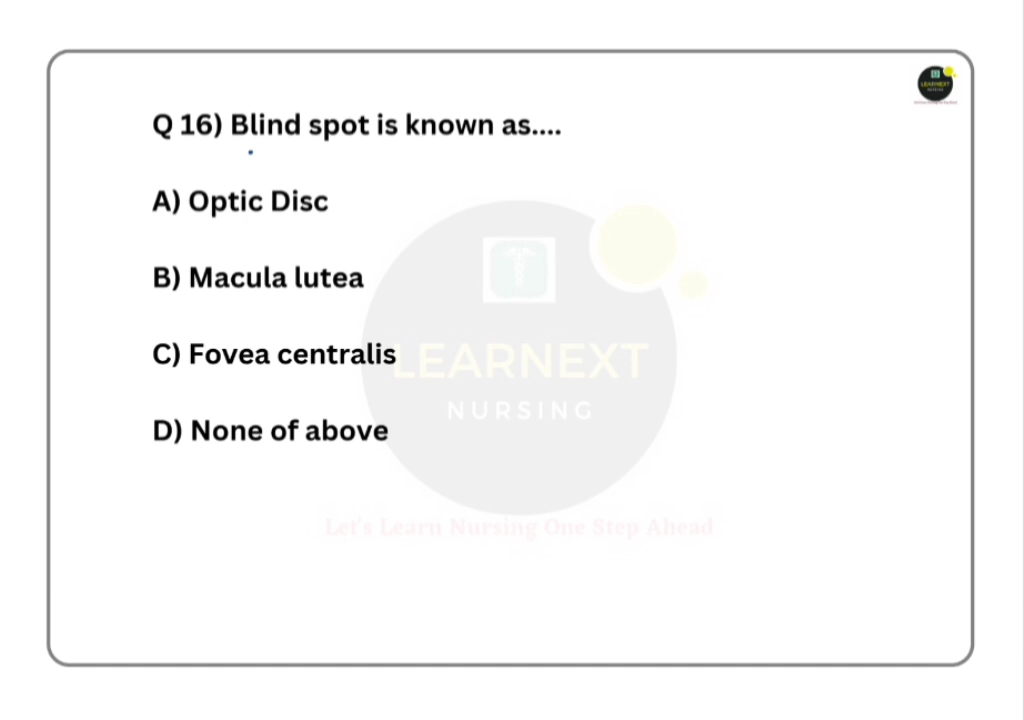 Q 16) Blind spot is known as....
A) Optic Disc
B) Macula lutea
C) Fovea centralis
D) None of above
LEARNEXT
NURSING
Let's Learn Nursing One Step Ahead
LEARNEXT